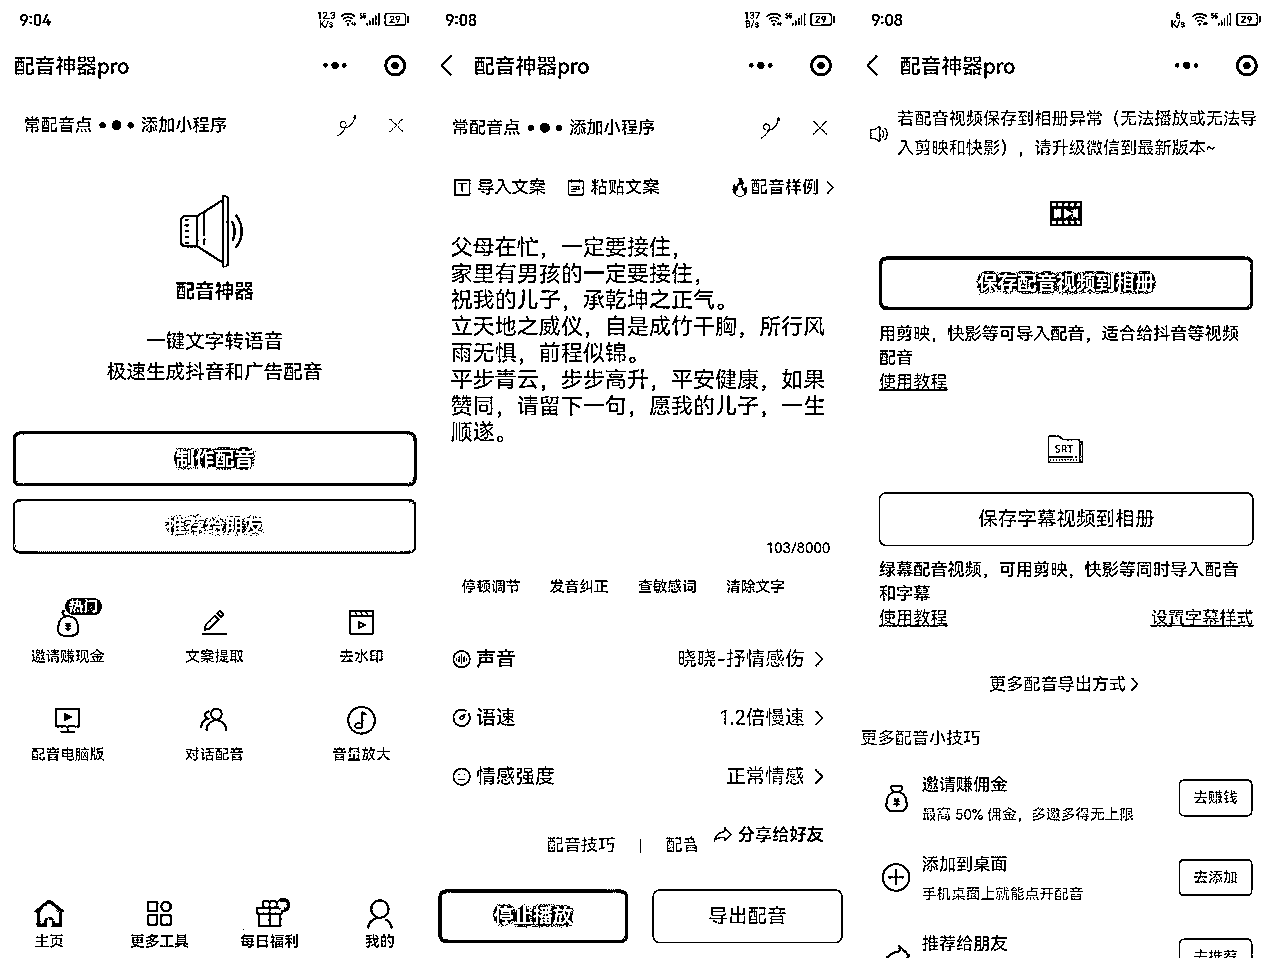 9:04
12.3 K/s 5G 29
配音神器pro
常配音点•••添加小程序
配音神器
一键文字转语音
极速生成抖音和广告配音
制作配音
推荐给朋友
热门
邀请赚现金
文案提取
去水印
配音电脑版
对话配音
音量放大
主页
更多工具
每日福利
我的
9:08
137 B/s 5G 29
配音神器pro
常配音点•••添加小程序
导入文案
粘贴文案
配音样例
父母在忙，一定要接住，
家里有男孩的一定要接住，
祝我的儿子，承乾坤之正气。
立天地之威仪，自是成竹干胸，所行风
雨无惧，前程似锦。
平步青云，步步高升，平安健康，如果
赞同，请留下一句，愿我的儿子，一生
顺遂。
103/8000
停顿调节
发音纠正
查敏感词
清除文字
声音
晓晓-抒情感伤
语速
1.2倍慢速
情感强度
正常情感
配音技巧 | 配音
分享给好友
停止播放
导出配音
9:08
6 K/s 5G 29
配音神器pro
若配音视频保存到相册异常（无法播放或无法导
入剪映和快影），请升级微信到最新版本~
保存配音视频到相册
用剪映，快影等可导入配音，适合给抖音等视频
配音
使用教程
SRT
保存字幕视频到相册
绿幕配音视频，可用剪映，快影等同时导入配音
和字幕
使用教程
设置字幕样式
更多配音导出方式
更多配音小技巧
邀请赚佣金
最高 50% 佣金，多邀多得无上限
去赚钱
添加到桌面
手机桌面上就能点开配音
去添加
推荐给朋友
去推荐